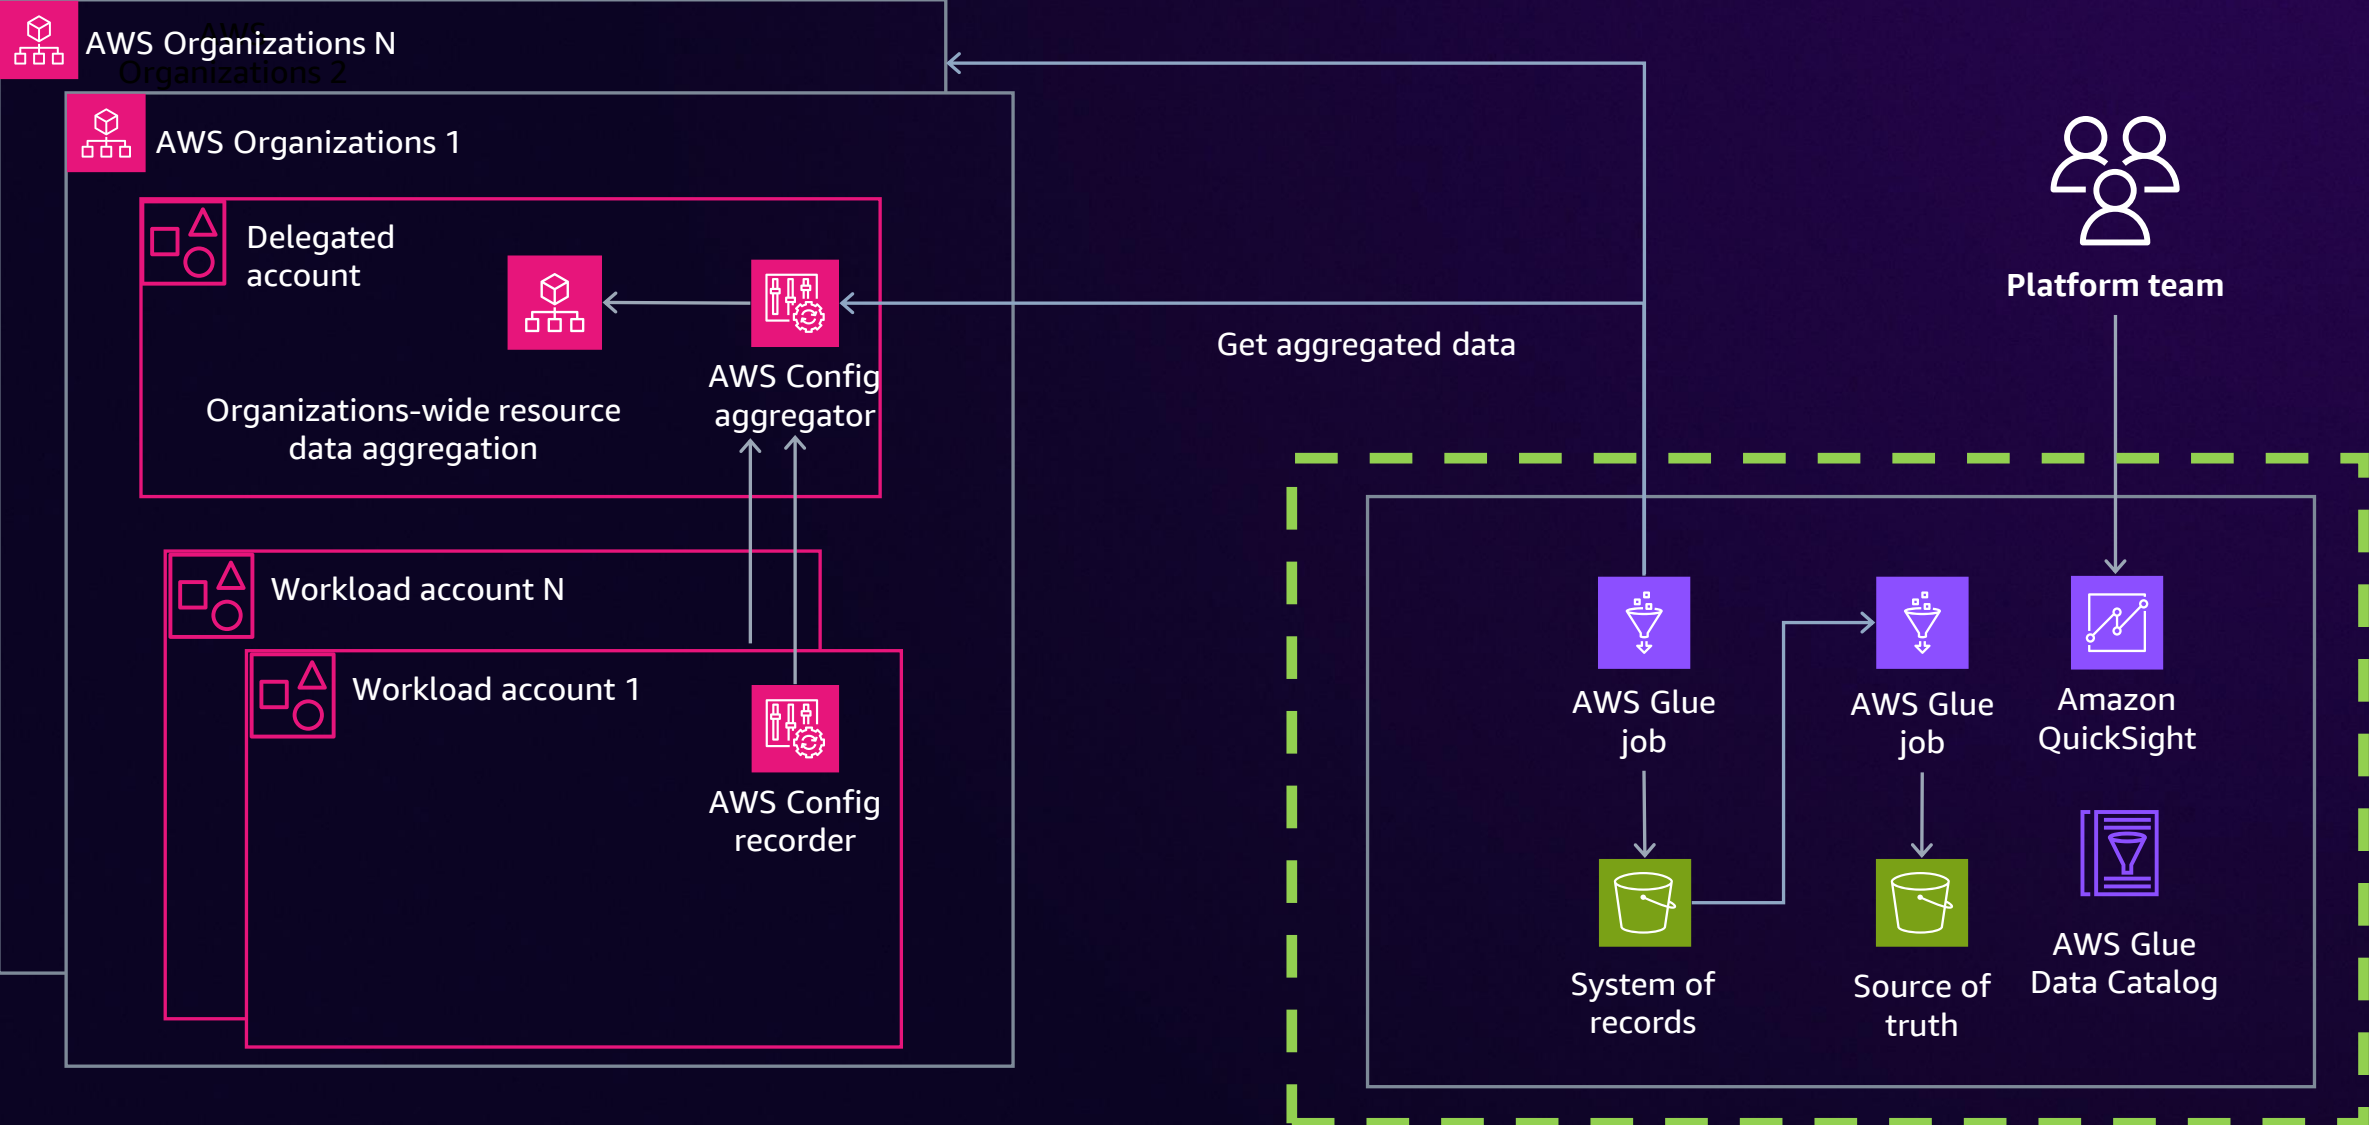 AWS Organizations N
AWS
Organizations 2
AWS Organizations 1
Delegated
account
AWS Config
aggregator
Organizations-wide resource
data aggregation
Get aggregated data
Platform team
Workload account N
Workload account 1
AWS Config
recorder
AWS Glue
job
AWS Glue
job
Amazon
QuickSight
System of
records
Source of
truth
AWS Glue
Data Catalog